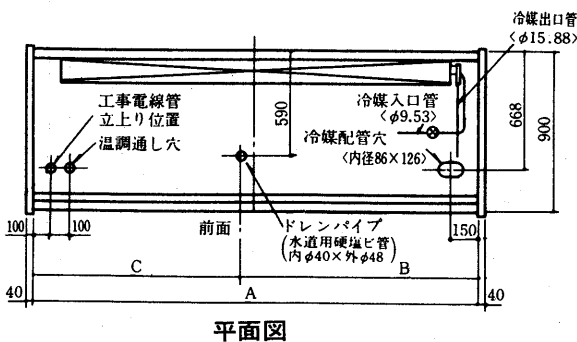 冷媒出口管
<φ15.88>
工事電線管
立上り位置
温調通し穴
590
冷媒入口管
<φ9.53>
冷媒配管穴
<内径86×126>
668
900
100
100
前面
ドレンパイプ
(水道用硬塩ビ管
内φ40×外φ48)
150
C
B
40
A
40
平面図